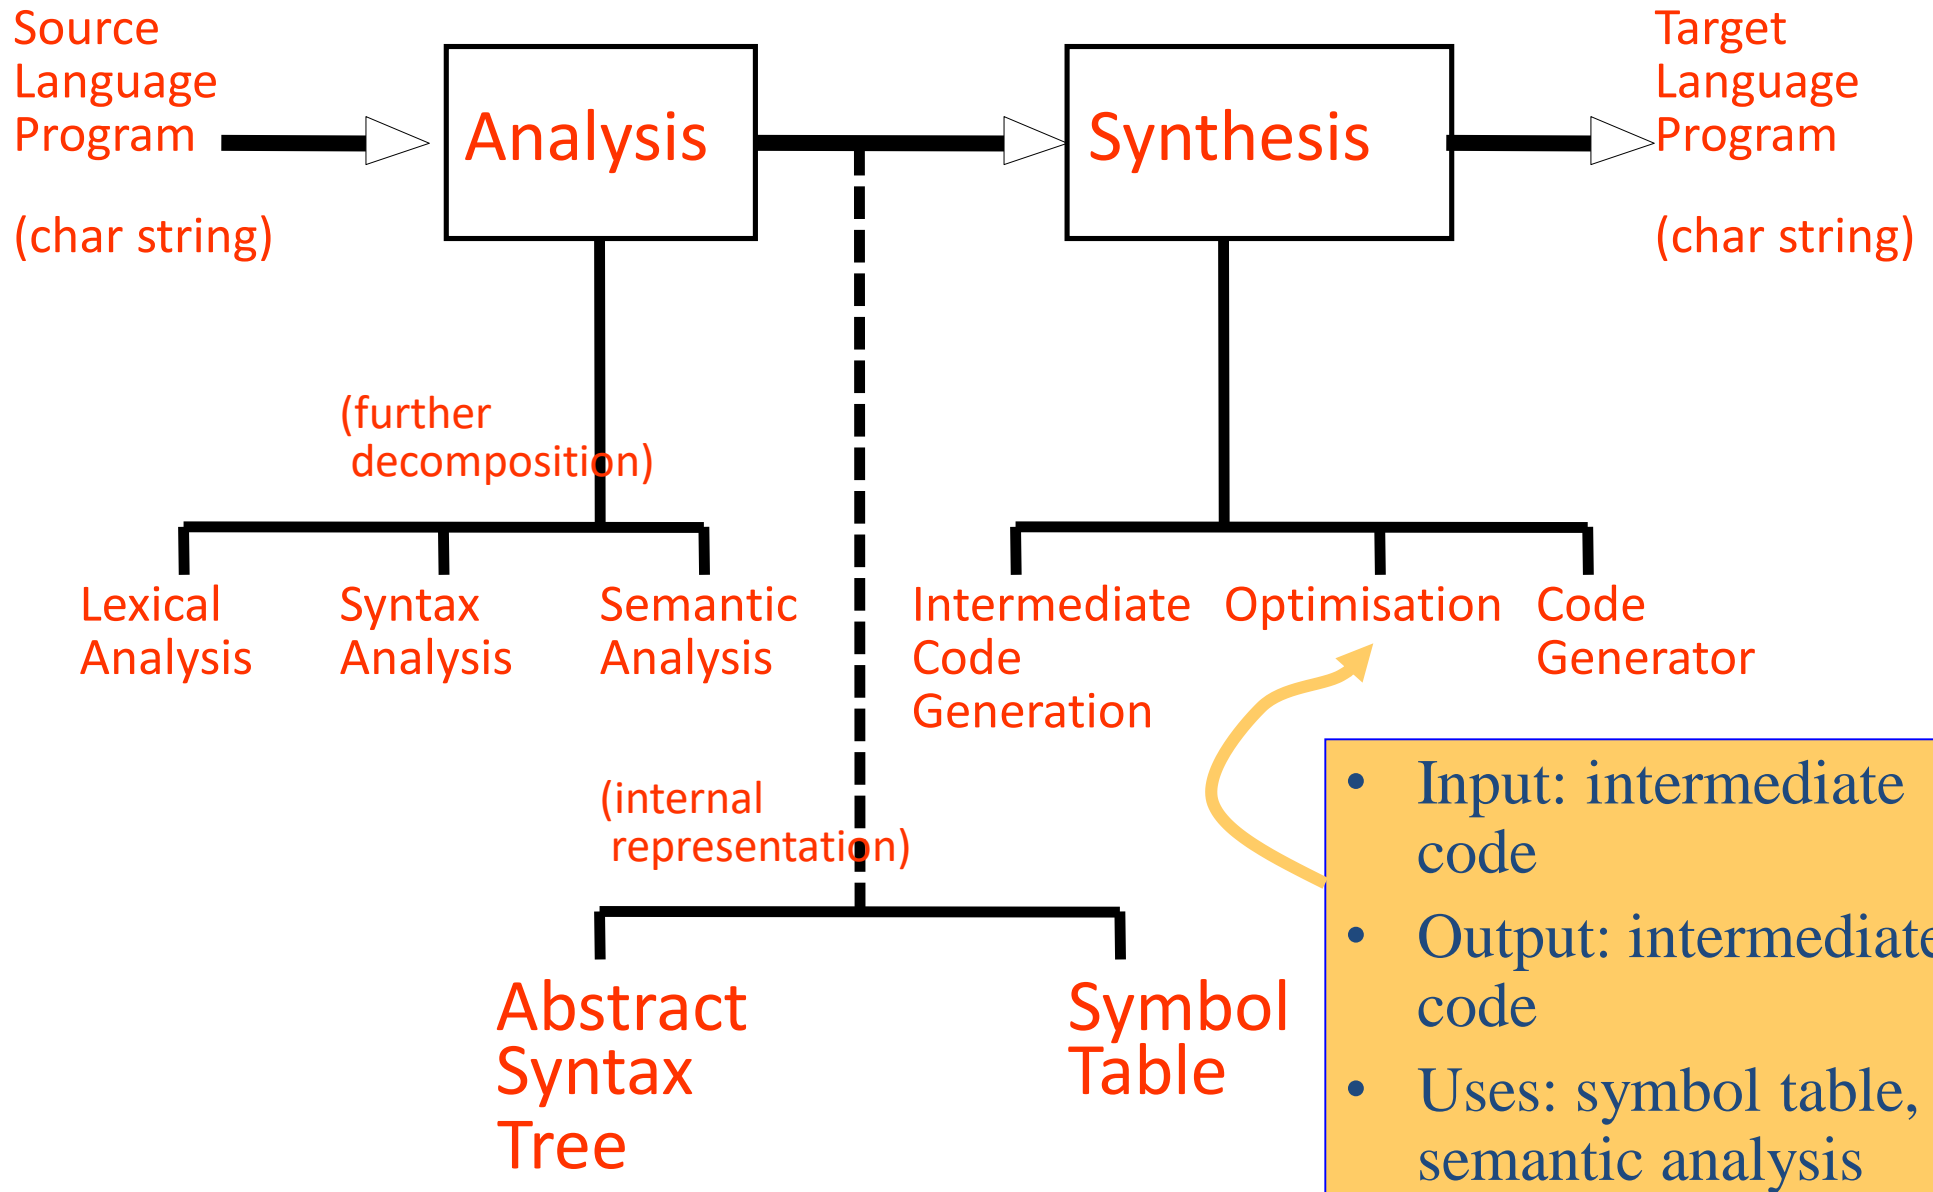 Source
Language
Program
(char string)
Analysis
Synthesis
Target
Language
Program
(char string)
(further
decomposition)
Lexical
Analysis
Syntax
Analysis
Semantic
Analysis
Intermediate
Code
Generation
Optimisation
Code
Generator
(internal
representation)
Abstract
Syntax
Tree
Symbol
Table
• Input: intermediate
code
• Output: intermediate
code
• Uses: symbol table,
semantic analysis